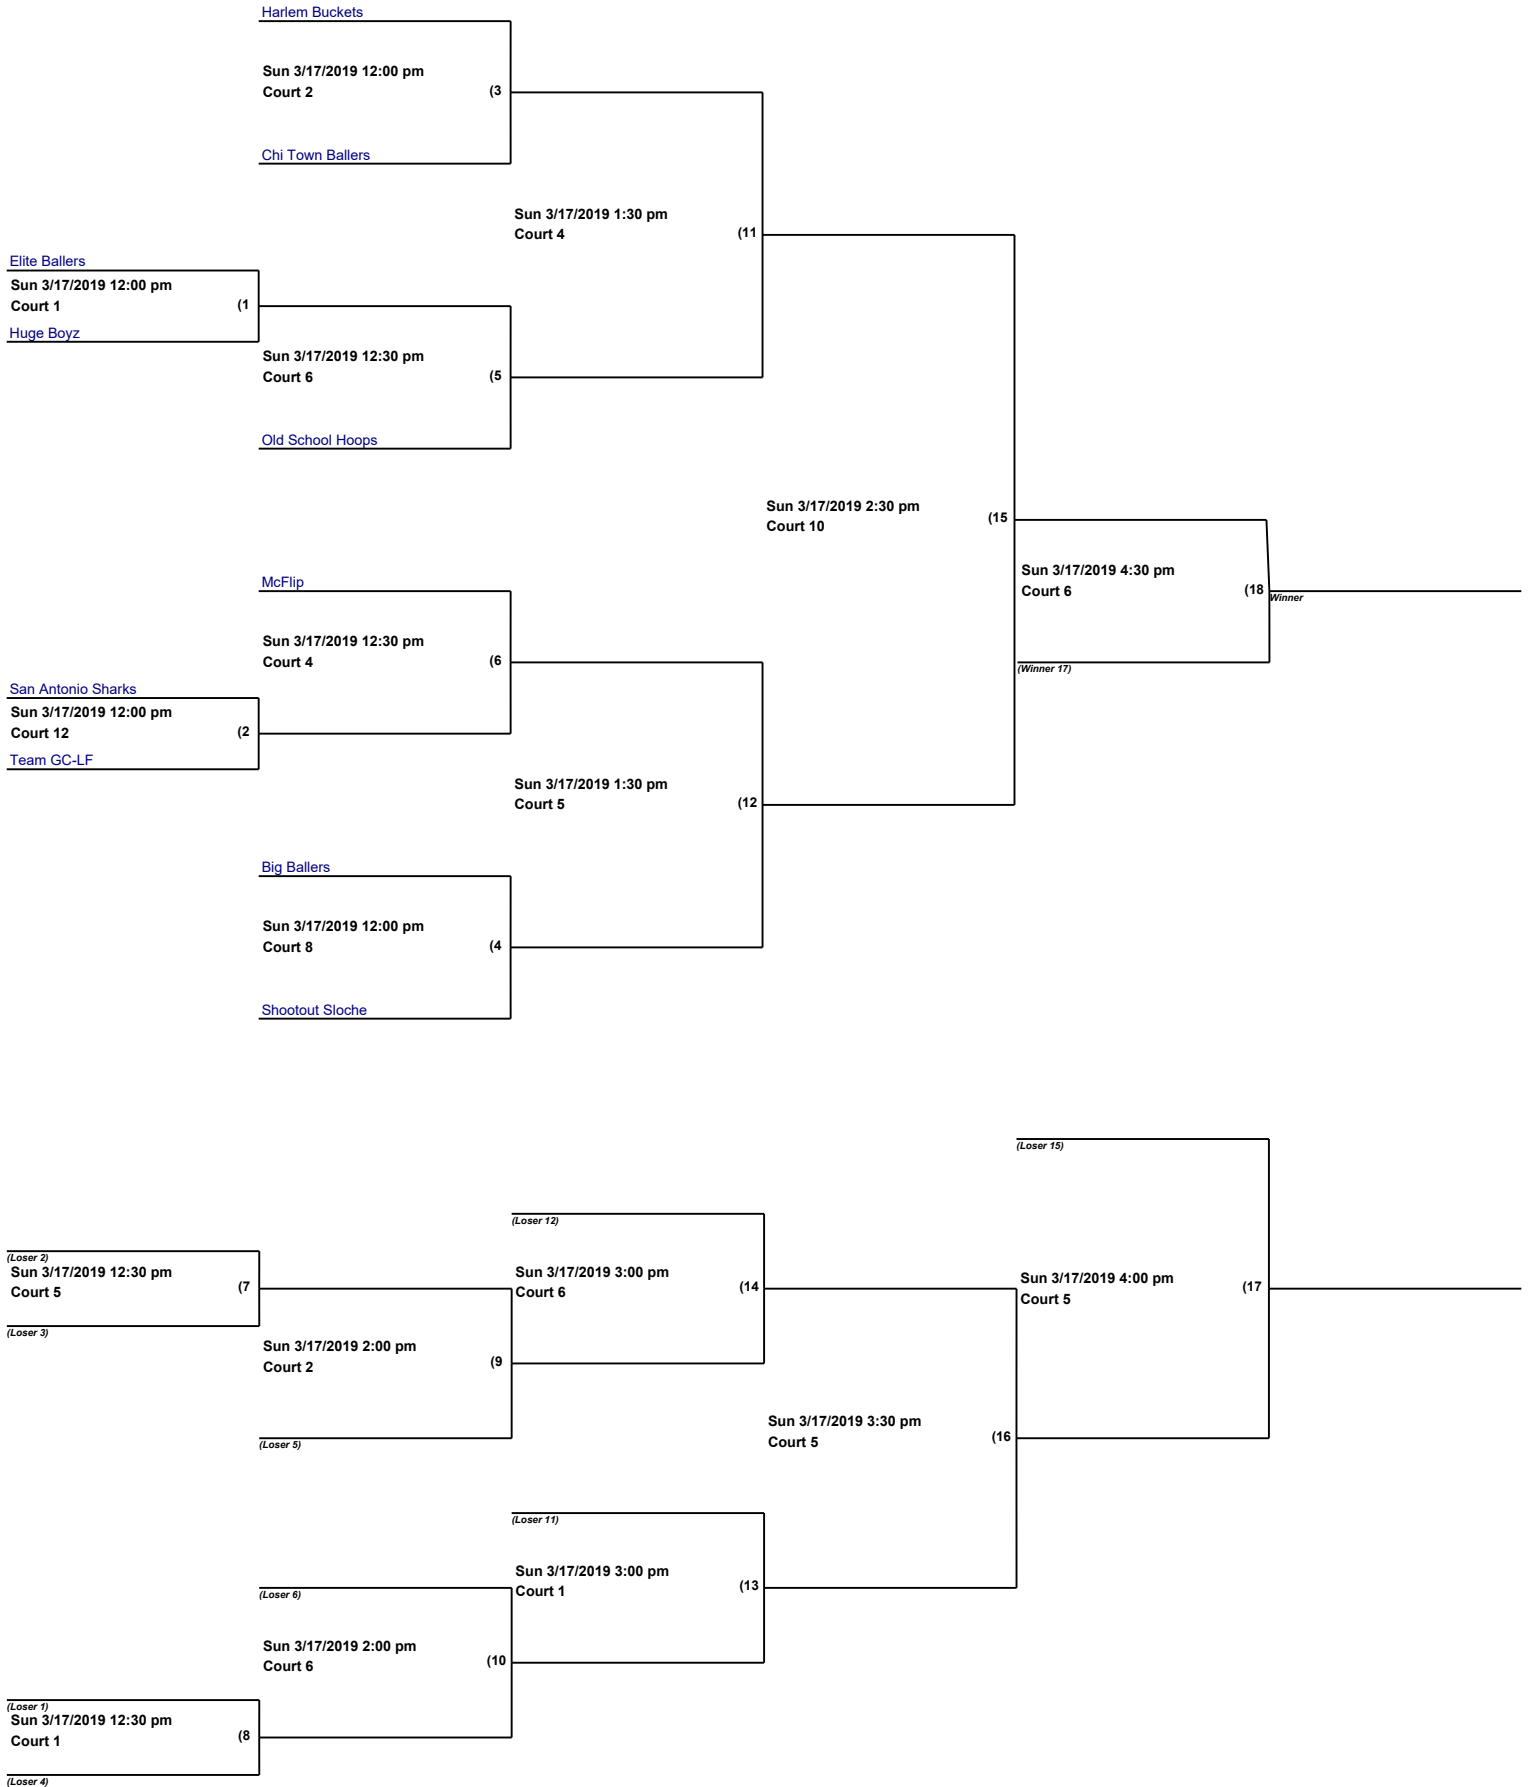 Harlem Buckets
Sun 3/17/2019 12:00 pm
Court 2 (3
Chi Town Ballers
Sun 3/17/2019 1:30 pm
Court 4 (11
Elite Ballers
Sun 3/17/2019 12:00 pm
Court 1 (1
Huge Boyz
Sun 3/17/2019 12:30 pm
Court 6 (5
Old School Hoops
Sun 3/17/2019 2:30 pm
Court 10 (15
McFlip
Sun 3/17/2019 4:30 pm
Court 6 (18
Winner
Sun 3/17/2019 12:30 pm
Court 4 (6
(Winner 17)
San Antonio Sharks
Sun 3/17/2019 12:00 pm
Court 12 (2
Team GC-LF
Sun 3/17/2019 1:30 pm
Court 5 (12
Big Ballers
Sun 3/17/2019 12:00 pm
Court 8 (4
Shootout Sloche
(Loser 15)
(Loser 12)
(Loser 2)
Sun 3/17/2019 12:30 pm
Court 5 (7
(Loser 3)
Sun 3/17/2019 3:00 pm
Court 6 (14
Sun 3/17/2019 4:00 pm
Court 5 (17
Sun 3/17/2019 2:00 pm
Court 2 (9
(Loser 5)
Sun 3/17/2019 3:30 pm
Court 5 (16
(Loser 11)
Sun 3/17/2019 3:00 pm
Court 1 (13
(Loser 6)
Sun 3/17/2019 2:00 pm
Court 6 (10
(Loser 1)
Sun 3/17/2019 12:30 pm
Court 1 (8
(Loser 4)